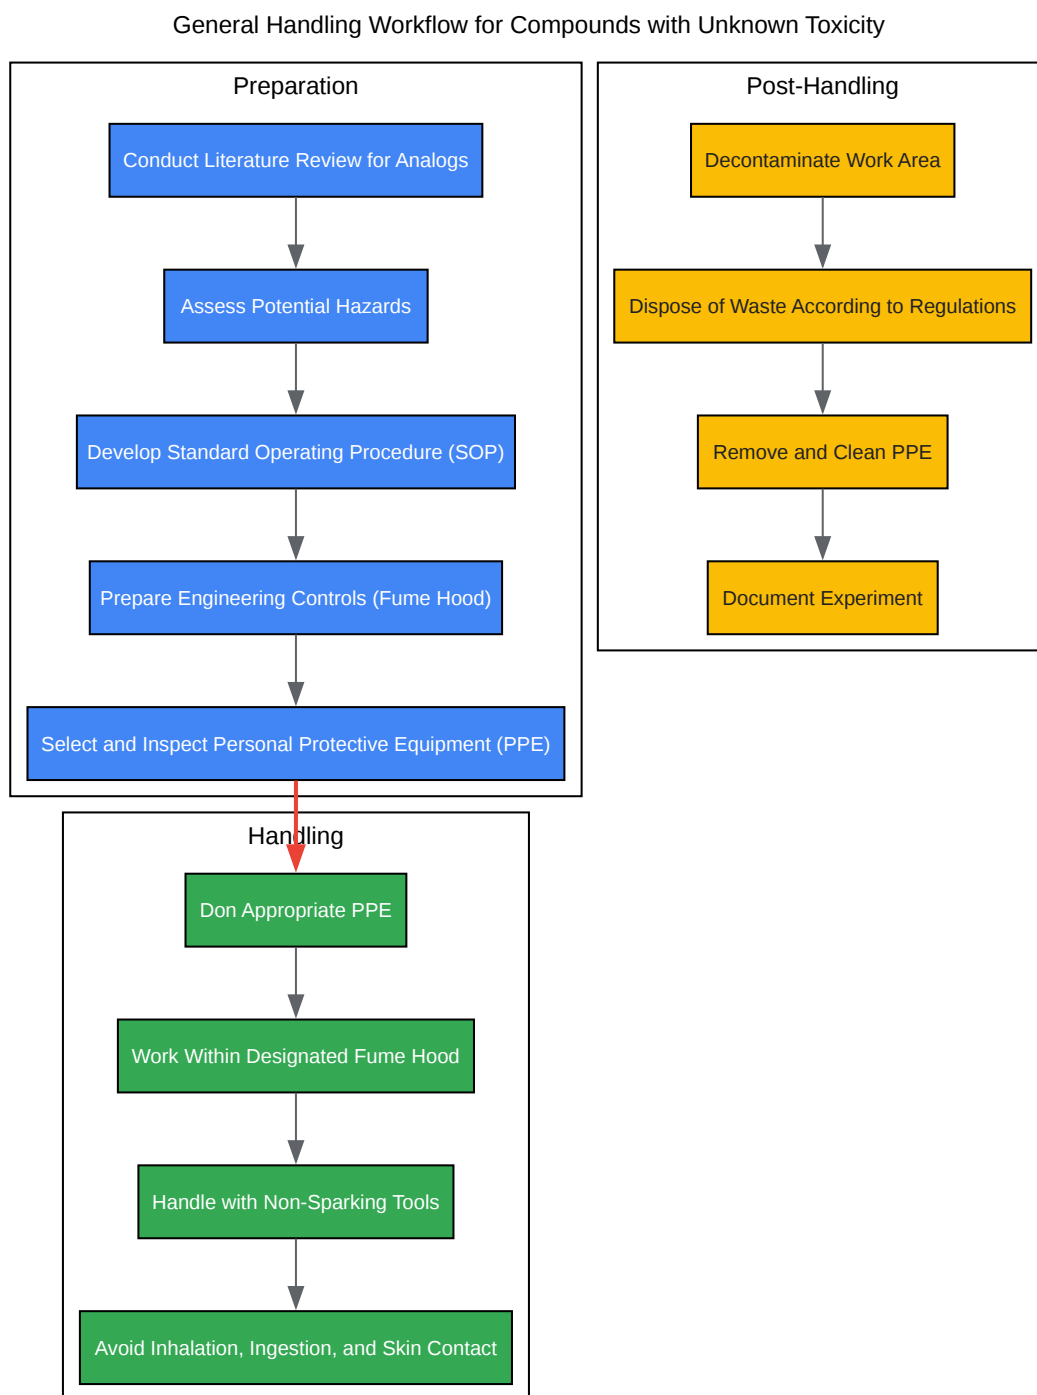 General Handling Workflow for Compounds with Unknown Toxicity
Preparation
Conduct Literature Review for Analogs
Assess Potential Hazards
Develop Standard Operating Procedure (SOP)
Prepare Engineering Controls (Fume Hood)
Select and Inspect Personal Protective Equipment (PPE)
Handling
Don Appropriate PPE
Work Within Designated Fume Hood
Handle with Non-Sparking Tools
Avoid Inhalation, Ingestion, and Skin Contact
Post-Handling
Decontaminate Work Area
Dispose of Waste According to Regulations
Remove and Clean PPE
Document Experiment